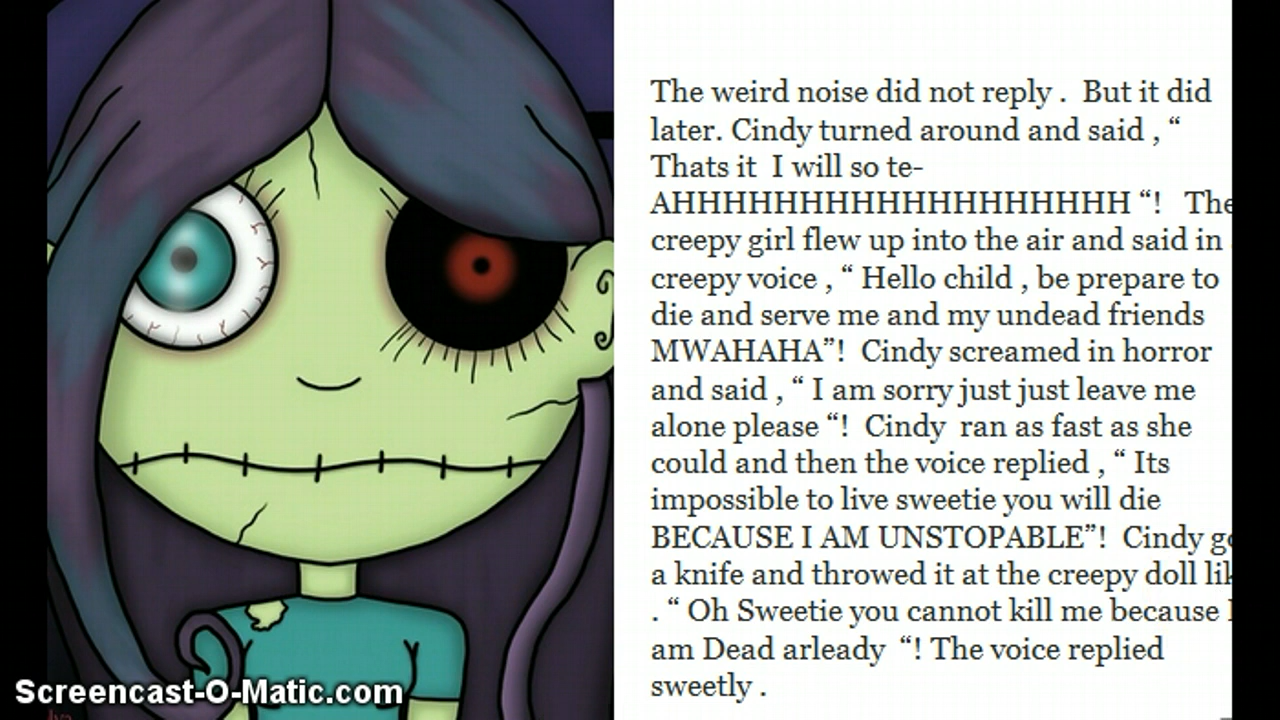 The weird noise did not reply .  But it did
later. Cindy turned around and said , “
Thats it  I will so te-
AHHHHHHHHHHHHHHHHHH “!   The
creepy girl flew up into the air and said in
creepy voice , “ Hello child , be prepare to
die and serve me and my undead friends
MWAHAHA”!  Cindy screamed in horror
and said , “ I am sorry just just leave me
alone please “!  Cindy  ran as fast as she
could and then the voice replied , “ Its
impossible to live sweetie you will die
BECAUSE I AM UNSTOPABLE”!  Cindy
a knife and throwed it at the creepy doll
. “ Oh Sweetie you cannot kill me because I
am Dead arleady  “! The voice replied
sweetly .
Screencast-O-Matic.com